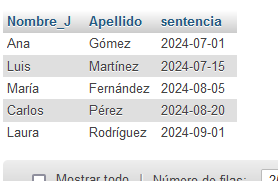 Nombre_J Apellido sentencia
Ana Gómez 2024-07-01
Luis Martínez 2024-07-15
María Fernández 2024-08-05
Carlos Pérez 2024-08-20
Laura Rodríguez 2024-09-01
Mostrar todo | Número de filas: